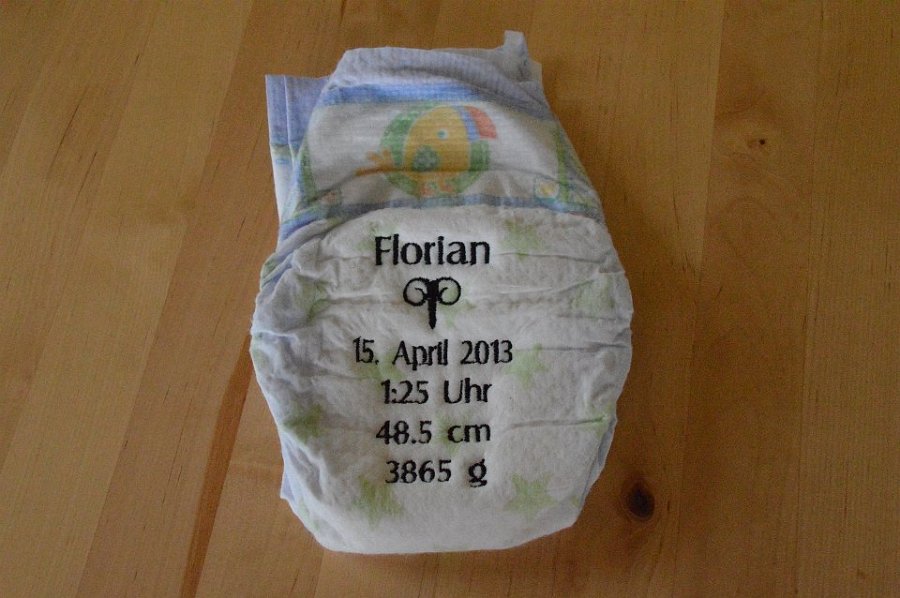 Florian
15. April 2013
1:25 Uhr
48.5 cm
3865 g